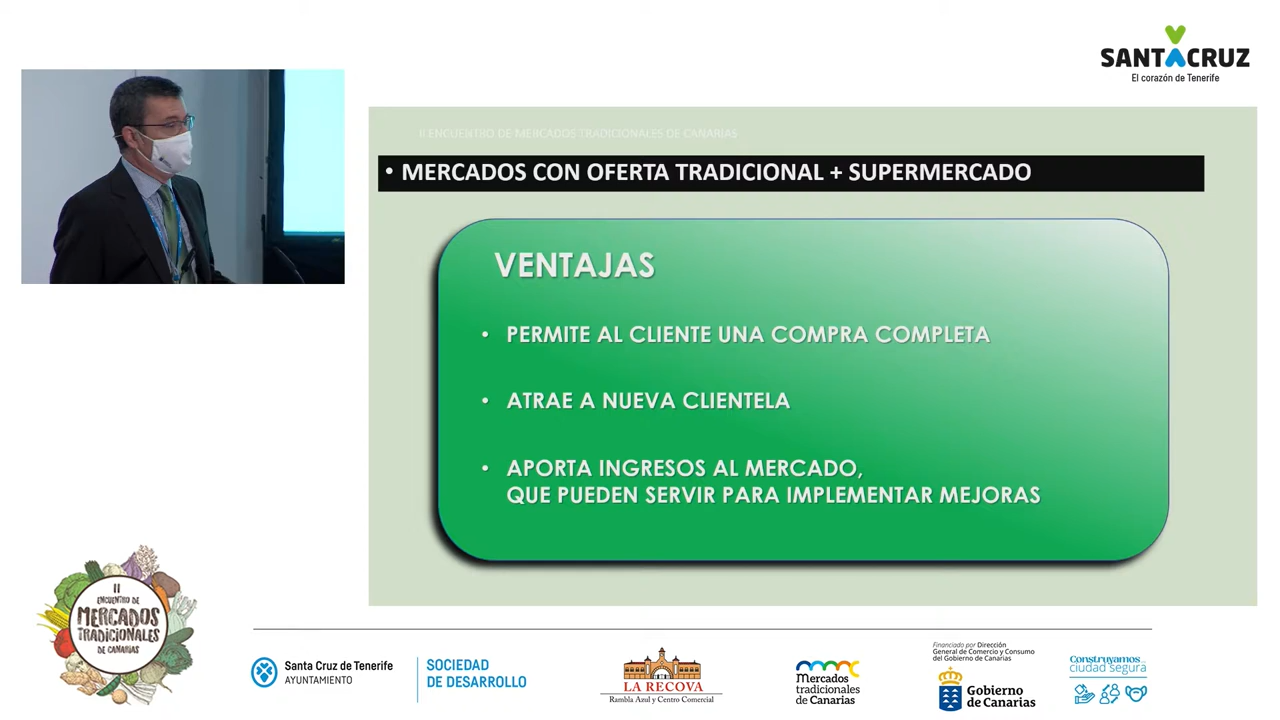 SANTACRUZ
El corazón de Tenerife
II ENCUENTRO DE MERCADOS TRADICIONALES DE CANARIAS
• MERCADOS CON OFERTA TRADICIONAL + SUPERMERCADO
VENTAJAS
• PERMITE AL CLIENTE UNA COMPRA COMPLETA
• ATRAE A NUEVA CLIENTELA
• APORTA INGRESOS AL MERCADO,
QUE PUEDEN SERVIR PARA IMPLEMENTAR MEJORAS
II
ENCUENTRO DE
MERCADOS
TRADICIONALES
DE CANARIAS
Santa Cruz de Tenerife
AYUNTAMIENTO
SOCIEDAD
DE DESARROLLO
LA RECOVA
Rambla Azul y Centro Comercial
Mercados
tradicionales
de Canarias
Financiado por Dirección
General de Comercio y Consumo
del Gobierno de Canarias
Gobierno
de Canarias
Construyamos...
ciudad segura